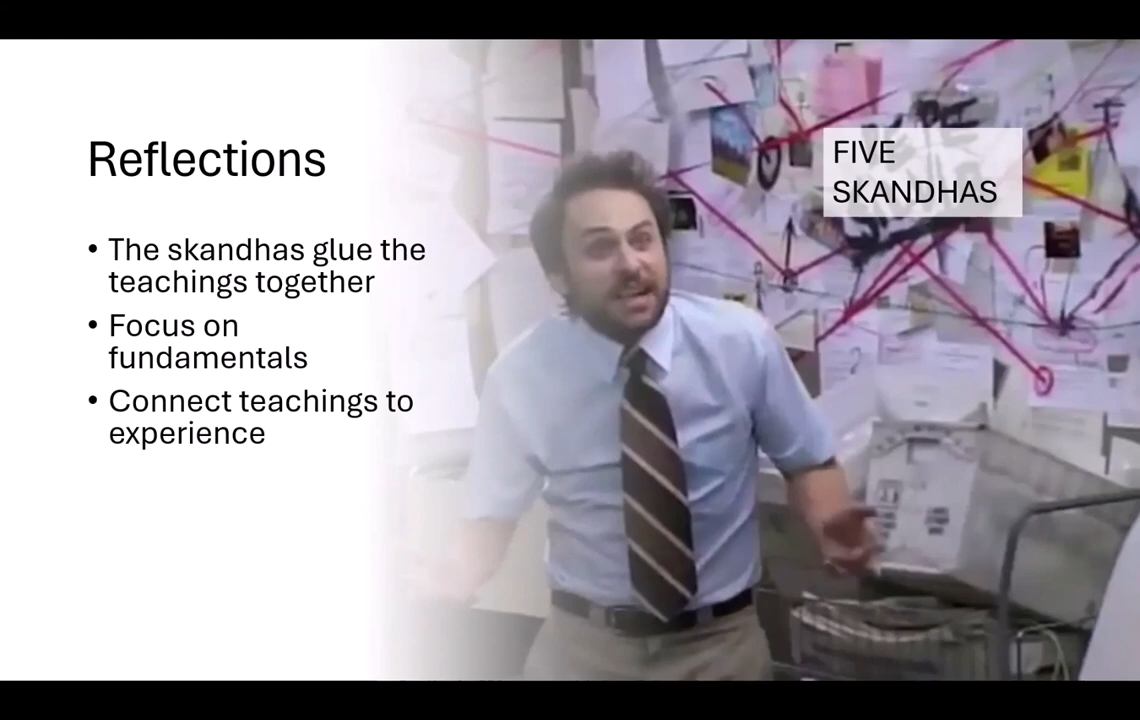 Reflections
• The skandhas glue the
teachings together
• Focus on
fundamentals
• Connect teachings to
experience
FIVE
SKANDHAS